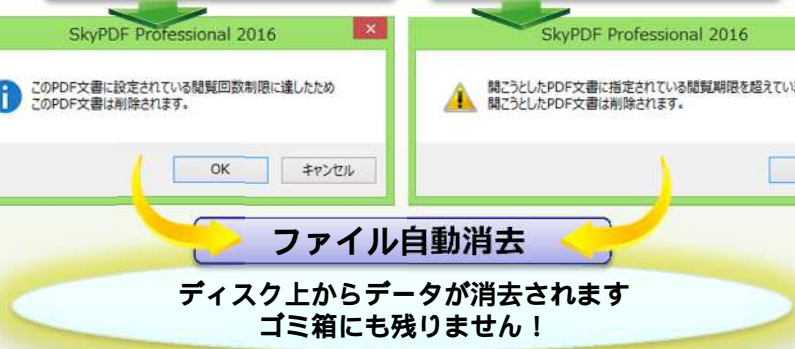 SkyPDF Professional 2016
このPDF文書に設定されている閲覧回数制限に達したため
このPDF文書は削除されます。
OK
キャンセル
SkyPDF Professional 2016
開こうとしたPDF文書に指定されている閲覧期限を超えてい
開こうとしたPDF文書は削除されます。
ファイル自動消去
ディスク上からデータが消去されます
ゴミ箱にも残りません！